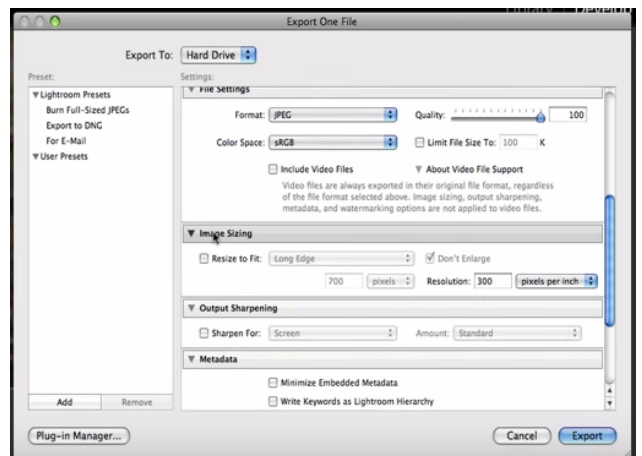 Library
Develop
Export One File
Export To: Hard Drive
Preset:
Settings:
Lightroom Presets
Burn Full-Sized JPEGs
Export to DNG
For E-Mail
User Presets
File Settings
Format: JPEG
Quality: 100
Color Space: sRGB
Limit File Size To: 100 K
Include Video Files
About Video File Support
Video files are always exported in their original file format, regardless
of the file format selected above. Image sizing, output sharpening,
metadata, and watermarking options are not applied to video files.
Image Sizing
Resize to Fit: Long Edge
Don't Enlarge
700 pixels
Resolution: 300 pixels per inch
Output Sharpening
Sharpen For: Screen
Amount: Standard
Metadata
Minimize Embedded Metadata
Write Keywords as Lightroom Hierarchy
Add
Remove
Plug-in Manager...
Cancel
Export